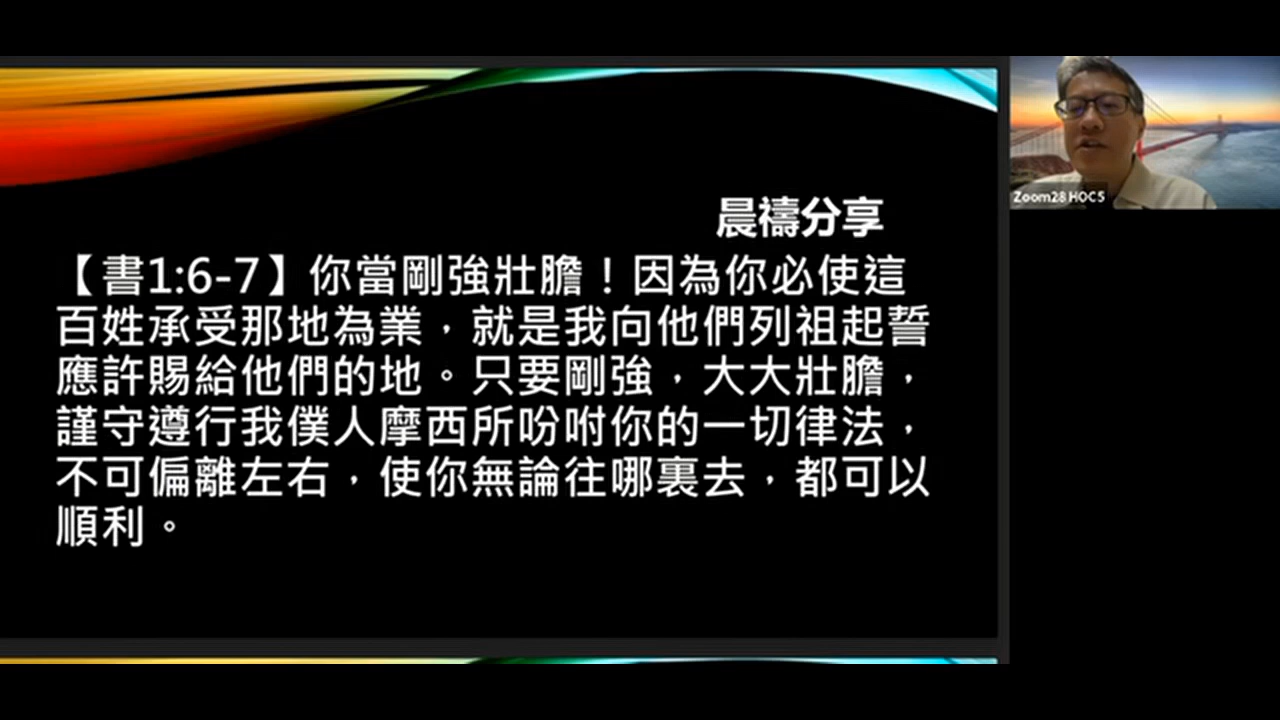 晨禱分享
【書1:6-7】你當剛強壯膽！因為你必使這
百姓承受那地為業，就是我向他們列祖起誓
應許賜給他們的地。只要剛強，大大壯膽，
謹守遵行我僕人摩西所吩咐你的一切律法，
不可偏離左右，使你無論往哪裏去，都可以
順利。
Zoom28 HOC5